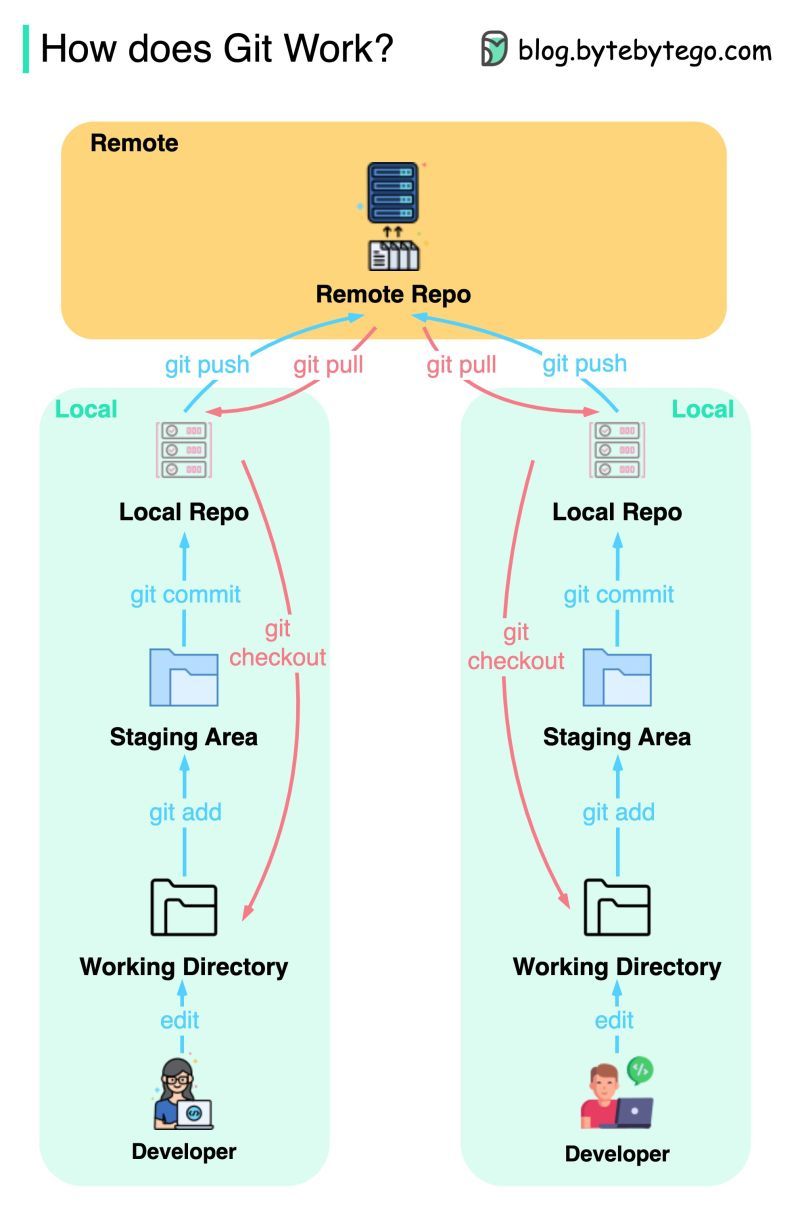 How does Git Work?
blog.bytebytego.com
Remote
Remote Repo
git push
git pull
git pull
git push
Local
Local Repo
git commit
git
checkout
Staging Area
git add
Working Directory
edit
Developer
Local
Local Repo
git commit
git
checkout
Staging Area
git add
Working Directory
edit
Developer